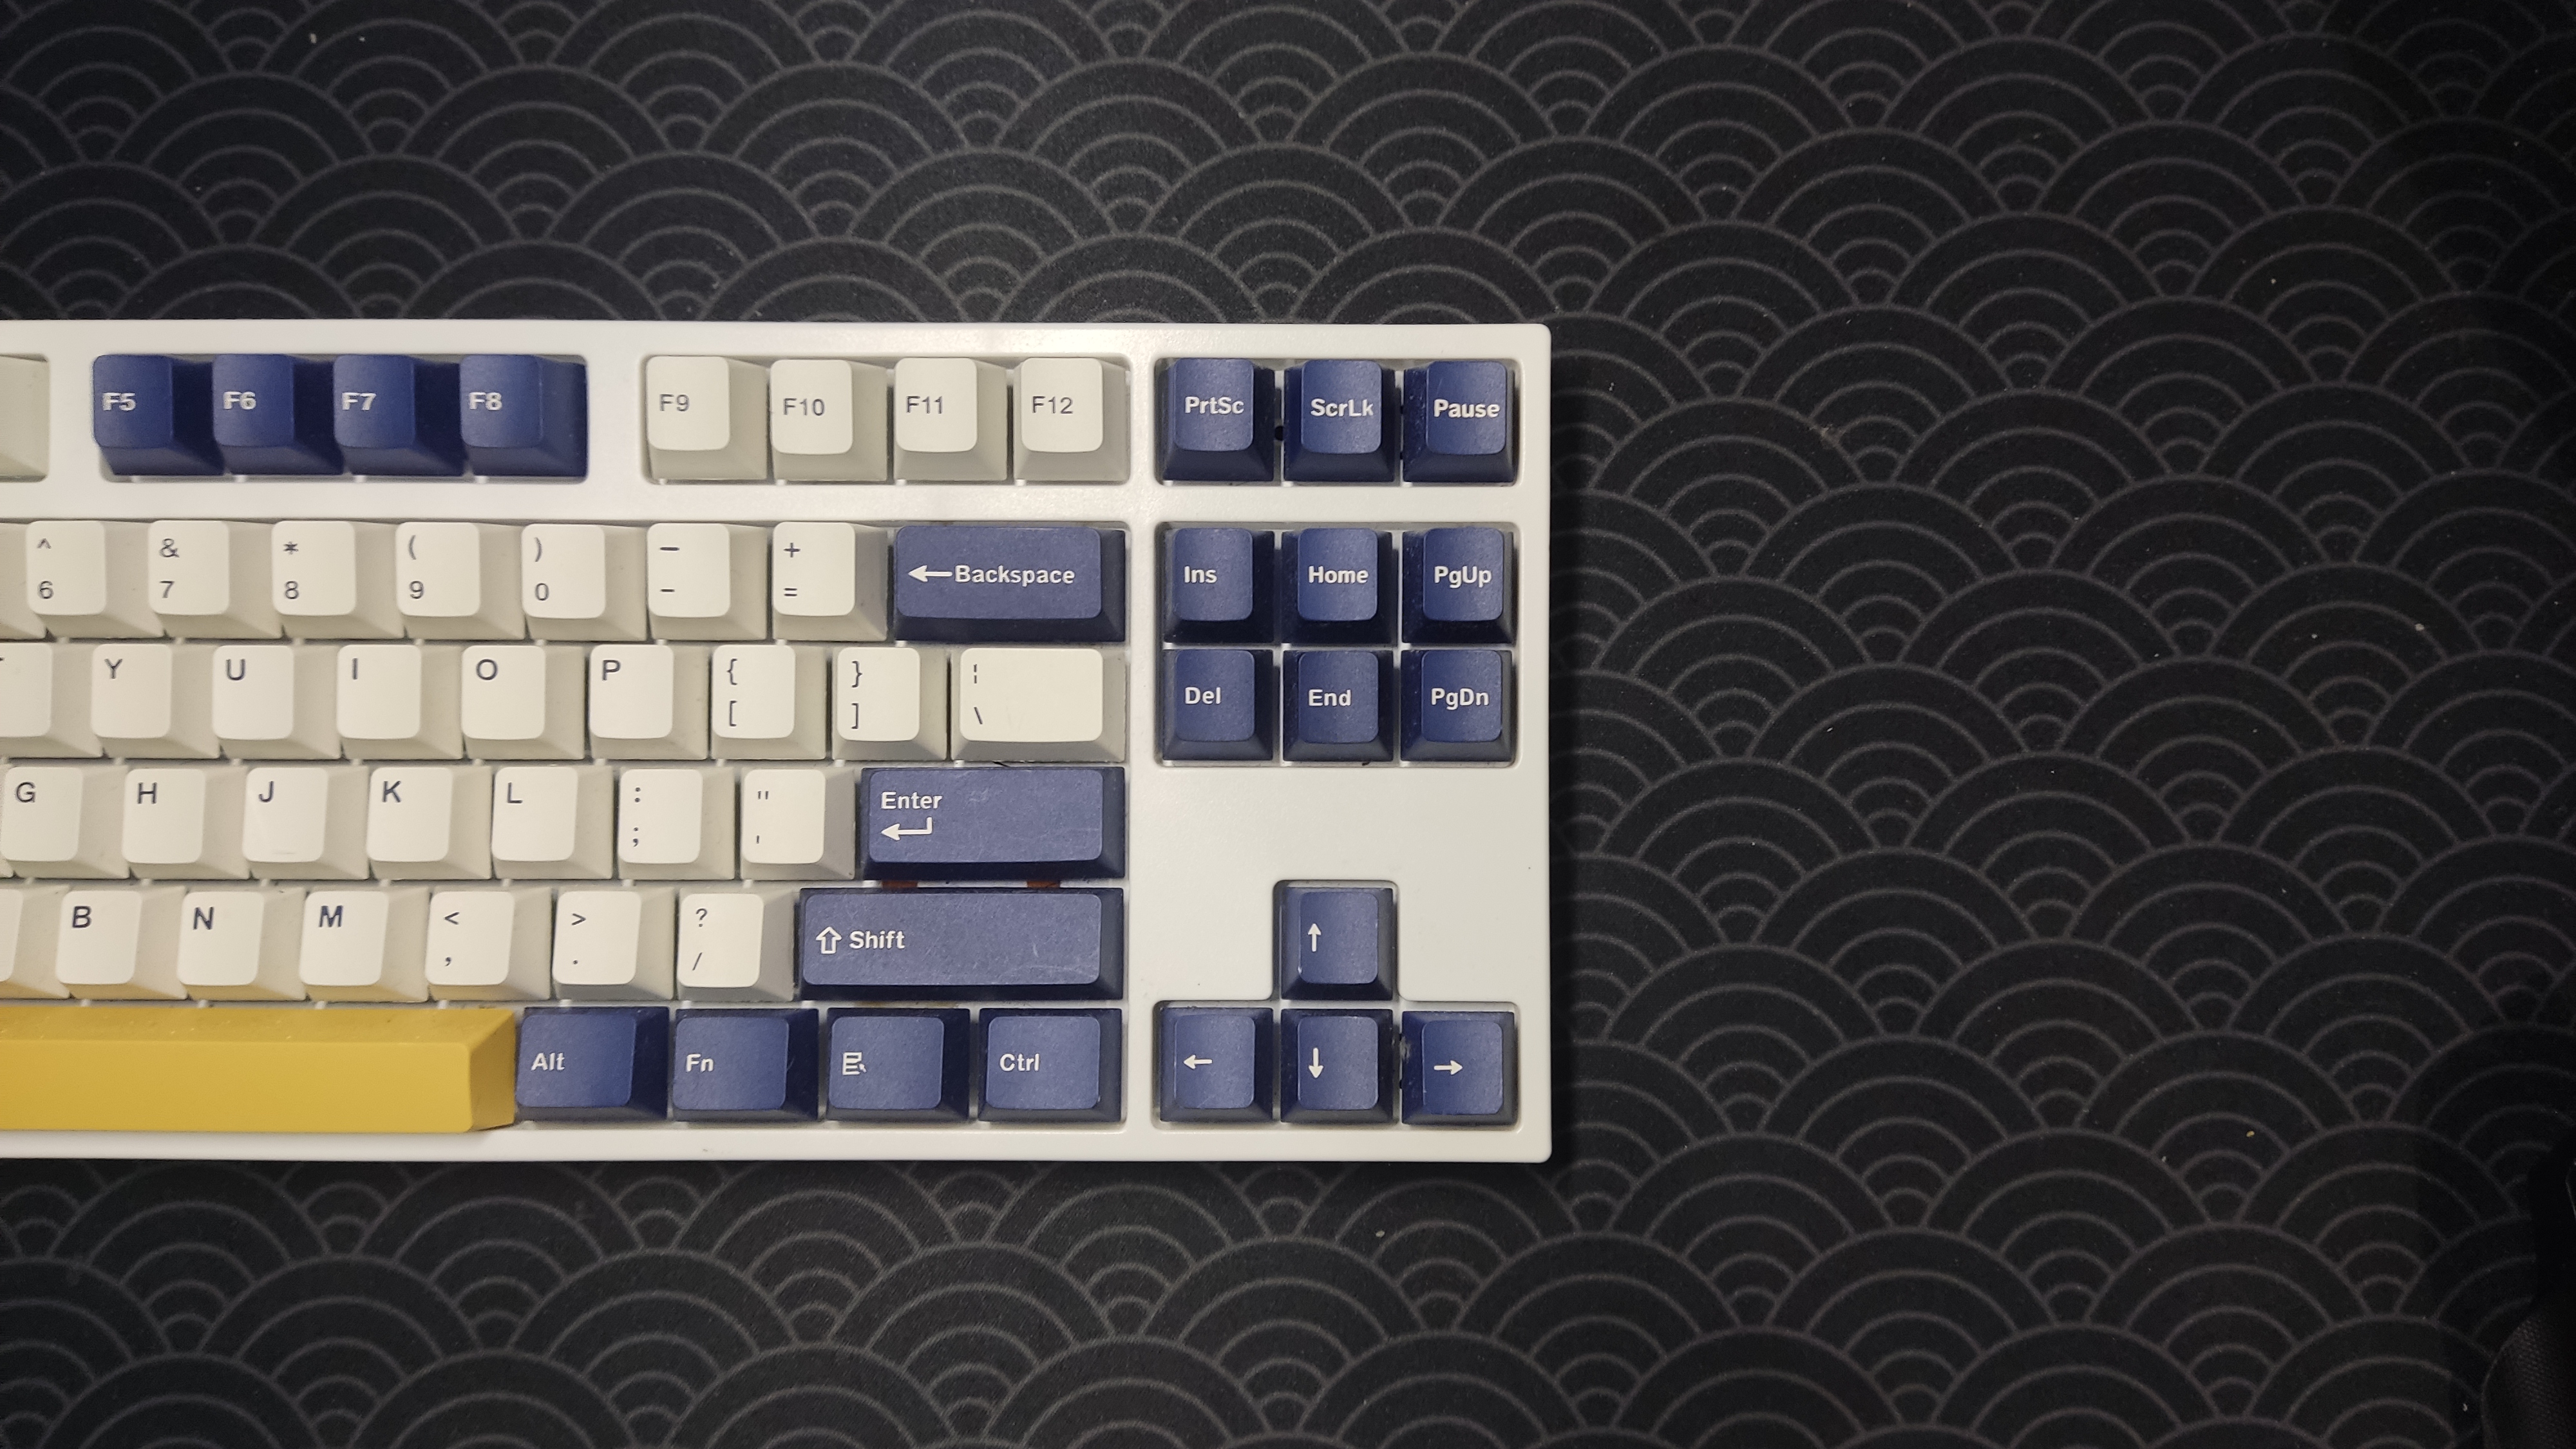 F5 F6 F7 F8 F9 F10 F11 F12 PrtSc ScrLk Pause
^ & * ( ) – +
6 7 8 9 0 - = ←Backspace Ins Home PgUp
Y U I O P { } ¦
[ ] \ Del End PgDn
G H J K L : " Enter
; ' ↵
B N M < > ? ⇧ Shift ↑
, . /
Alt Fn Ctrl ← ↓ →